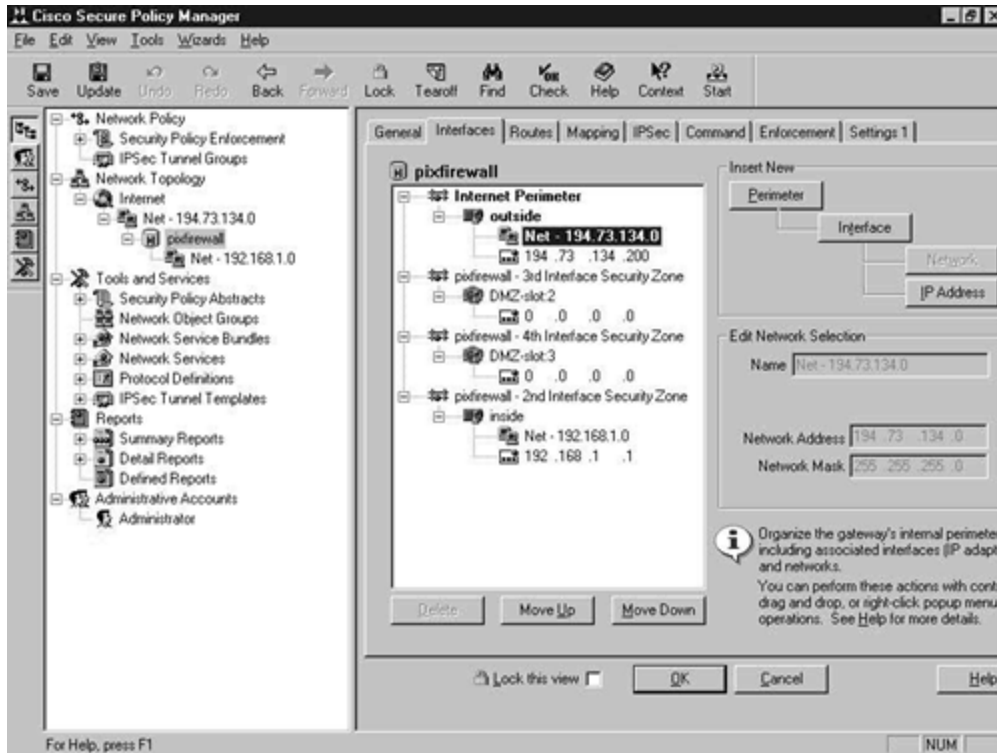 Cisco Secure Policy Manager
File Edit View Tools Wizards Help
Save Update Undo Redo Back Forward Lock Tearoff Find Check Help Context Start
Network Policy
Security Policy Enforcement
IPSec Tunnel Groups
Network Topology
Internet
Net - 194.73.134.0
pixfirewall
Net - 192.168.1.0
Tools and Services
Security Policy Abstracts
Network Object Groups
Network Service Bundles
Network Services
Protocol Definitions
IPSec Tunnel Templates
Reports
Summary Reports
Detail Reports
Defined Reports
Administrative Accounts
Administrator
General Interfaces Routes Mapping IPSec Command Enforcement Settings 1
pixfirewall
Internet Perimeter
outside
Net - 194.73.134.0
194 .73 .134 .200
pixfirewall - 3rd Interface Security Zone
DMZ-slot:2
0 .0 .0 .0
pixfirewall - 4th Interface Security Zone
DMZ-slot:3
0 .0 .0 .0
pixfirewall - 2nd Interface Security Zone
inside
Net - 192.168.1.0
192 .168 .1 .1
Delete Move Up Move Down
Insert New
Perimeter
Interface
Network
IP Address
Edit Network Selection
Name Net - 194.73.134.0
Network Address 194 .73 .134 .0
Network Mask 255 .255 .255 .0
Organize the gateway's internal perimete
including associated interfaces (IP adapt
and networks.
You can perform these actions with cont
drag and drop, or right-click popup menu
operations. See Help for more details.
Lock this view OK Cancel Help
For Help, press F1 NUM